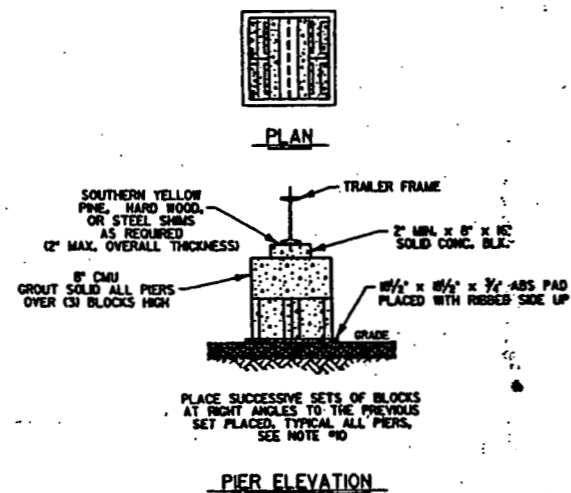 PLAN
SOUTHERN YELLOW
PINE, HARD WOOD,
OR STEEL SHIMS
AS REQUIRED
(2" MAX. OVERALL THICKNESS)
TRAILER FRAME
2" MIN. x 8" x 16"
SOLID CONC. BLK.
8" CMU
GROUT SOLID ALL PIERS
OVER (3) BLOCKS HIGH
x 3/4" ABS PAD
PLACED WITH RIBBED SIDE UP
GRADE
PLACE SUCCESSIVE SETS OF BLOCKS
AT RIGHT ANGLES TO THE PREVIOUS
SET PLACED, TYPICAL ALL PIERS,
SEE NOTE #10
PIER ELEVATION